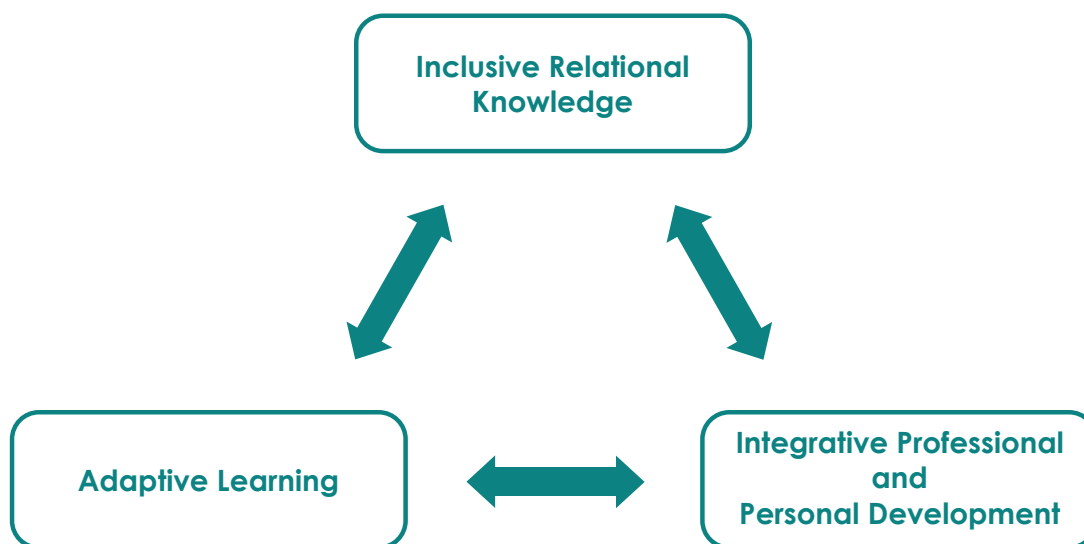 Inclusive Relational
Knowledge
Adaptive Learning
Integrative Professional
and
Personal Development